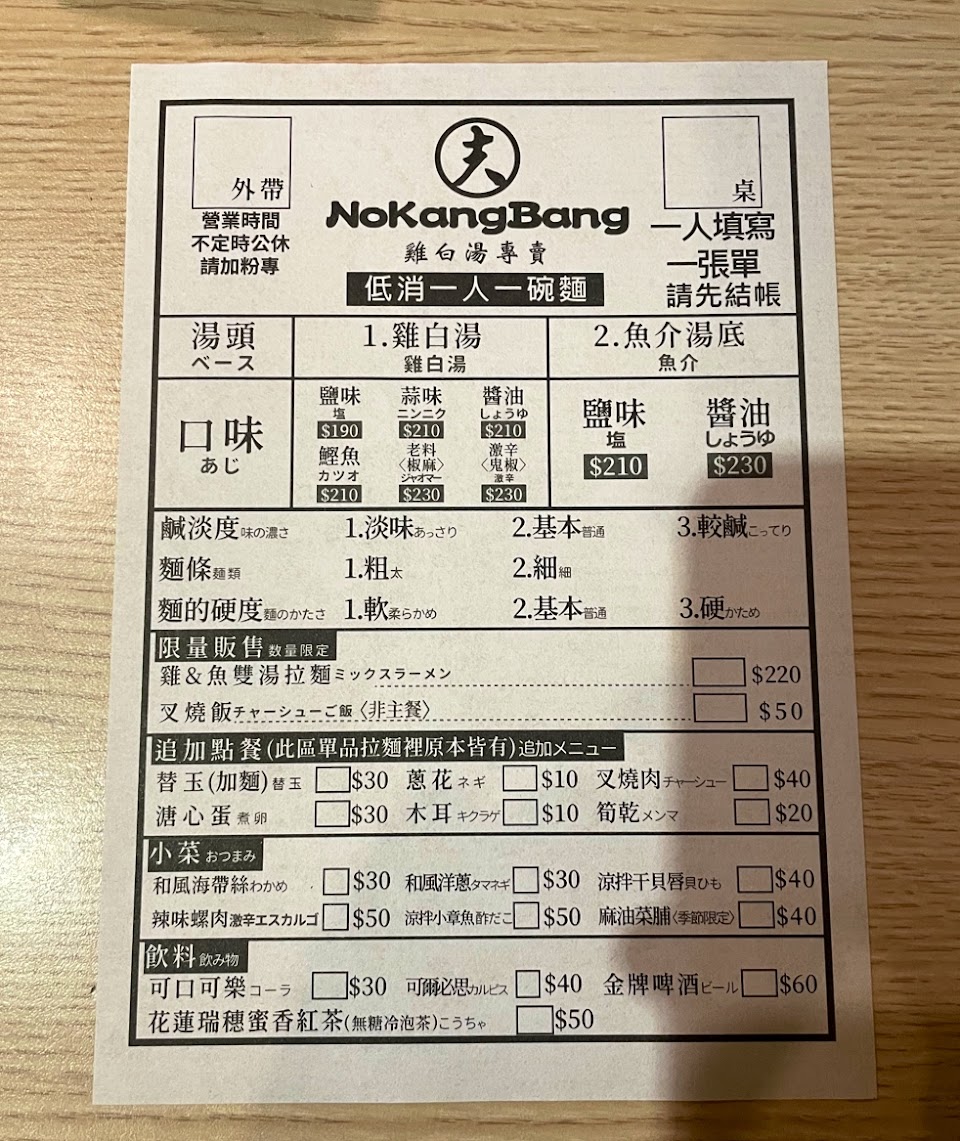 外帶
營業時間
不定時公休
請加粉專
夫
NoKangBang
雞白湯專賣
低消一人一碗麵
桌
一人填寫
一張單
請先結帳
湯頭 1.雞白湯 2.魚介湯底
ベース 雞白湯 魚介
口味
あじ
鹽味 蒜味 醬油
塩 ニンニク しょうゆ
$190 $210 $210
鰹魚 老料〈椒麻〉 激辛〈鬼椒〉
カツオ ジャオマー 激辛
$210 $230 $230
鹽味 醬油
塩 しょうゆ
$210 $230
鹹淡度味の濃さ 1.淡味あっさり 2.基本普通 3.較鹹こってり
麵條麵類 1.粗太 2.細細
麵的硬度麵のかたさ 1.軟柔らかめ 2.基本普通 3.硬かため
限量販售数量限定
雞&魚雙湯拉麵ミックスラーメン $220
叉燒飯チャーシューご飯〈非主餐〉 $50
追加點餐(此區單品拉麵裡原本皆有)追加メニュー
替玉(加麵)替玉 $30 蔥花ネギ $10 叉燒肉チャーシュー $40
溏心蛋煮卵 $30 木耳キクラゲ $10 筍乾メンマ $20
小菜おつまみ
和風海帶絲わかめ $30 和風洋蔥タマネギ $30 涼拌干貝唇貝ひも $40
辣味螺肉激辛エスカルゴ $50 涼拌小章魚酢だこ $50 麻油菜脯〈季節限定〉 $40
飲料飲み物
可口可樂コーラ $30 可爾必思カルピス $40 金牌啤酒ビール $60
花蓮瑞穗蜜香紅茶(無糖冷泡茶)こうちゃ $50